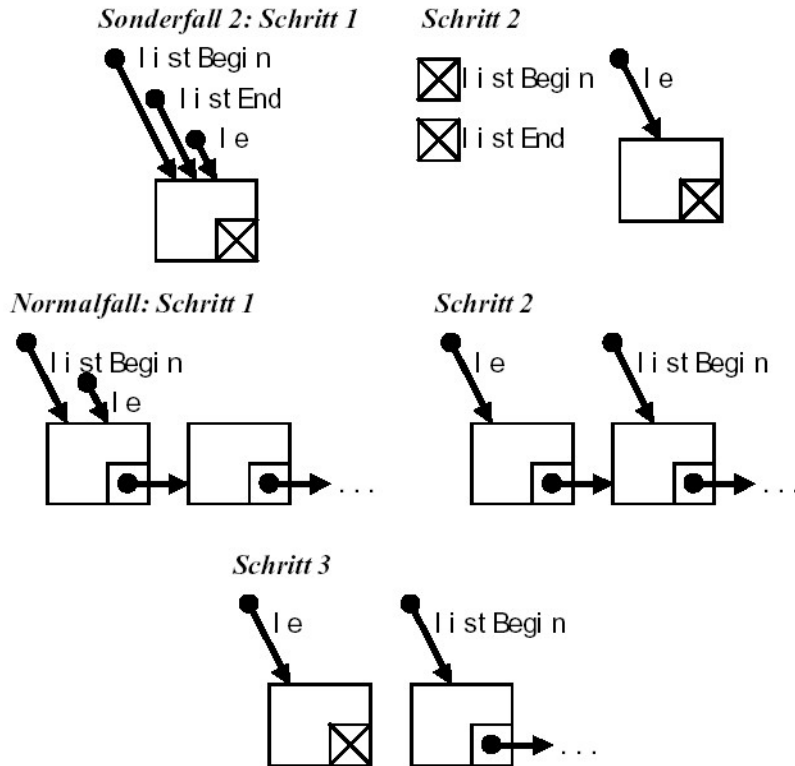 Sonderfall 2: Schritt 1
listBegin
listEnd
le
Schritt 2
listBegin
listEnd
le
Normalfall: Schritt 1
listBegin
le
...
Schritt 2
le
listBegin
...
Schritt 3
le
listBegin
...